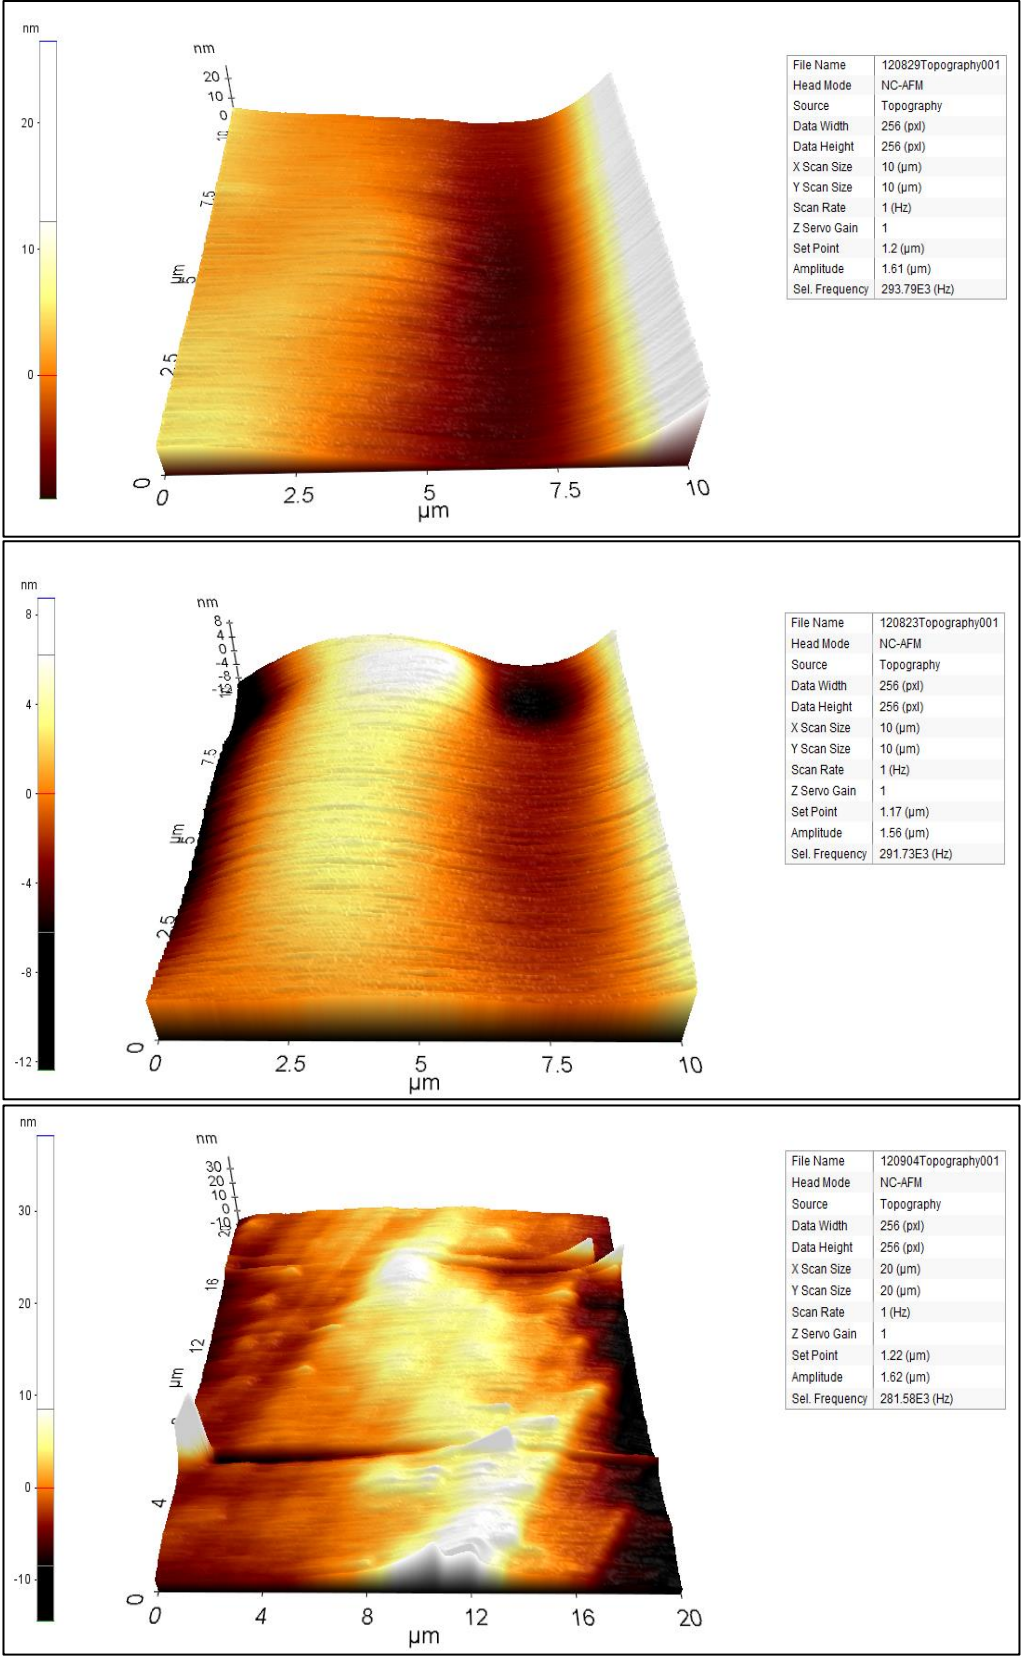 nm
20
10
0
nm
20
10
0
10
7.5
5
µm
2.5
0
0
2.5
5
7.5
10
µm
File Name 120829Topography001
Head Mode NC-AFM
Source Topography
Data Width 256 (pxl)
Data Height 256 (pxl)
X Scan Size 10 (µm)
Y Scan Size 10 (µm)
Scan Rate 1 (Hz)
Z Servo Gain 1
Set Point 1.2 (µm)
Amplitude 1.61 (µm)
Sel. Frequency 293.79E3 (Hz)
nm
8
4
0
-4
-8
-12
nm
8
4
0
-4
-8
7.5
5
µm
2.5
0
0
2.5
5
7.5
10
µm
File Name 120823Topography001
Head Mode NC-AFM
Source Topography
Data Width 256 (pxl)
Data Height 256 (pxl)
X Scan Size 10 (µm)
Y Scan Size 10 (µm)
Scan Rate 1 (Hz)
Z Servo Gain 1
Set Point 1.17 (µm)
Amplitude 1.56 (µm)
Sel. Frequency 291.73E3 (Hz)
nm
30
20
10
0
-10
nm
30
20
10
0
-10
16
12
µm
4
0
0
4
8
12
16
20
µm
File Name 120904Topography001
Head Mode NC-AFM
Source Topography
Data Width 256 (pxl)
Data Height 256 (pxl)
X Scan Size 20 (µm)
Y Scan Size 20 (µm)
Scan Rate 1 (Hz)
Z Servo Gain 1
Set Point 1.22 (µm)
Amplitude 1.62 (µm)
Sel. Frequency 281.58E3 (Hz)